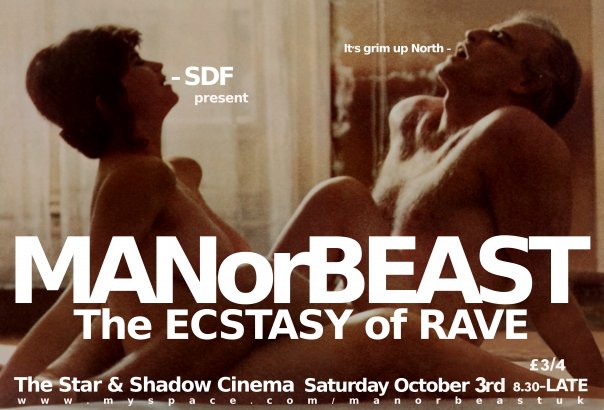 It's grim up North -
- SDF
present
MANorBEAST
The ECSTASY of RAVE
£3/4
The Star & Shadow Cinema Saturday October 3rd 8.30-LATE
www.myspace.com/manorbeastuk